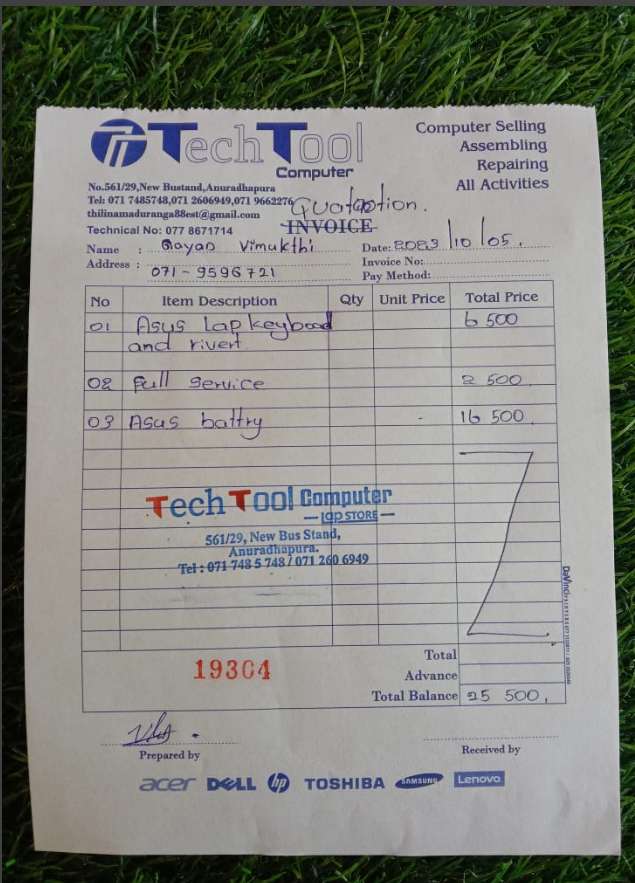 TechTool
Computer
Computer Selling
Assembling
Repairing
All Activities
No.561/29,New Bustand,Anuradhapura
Tel: 071 7485748,071 2606949,071 9662276
thilinamaduranga88est@gmail.com
Technical No: 077 8671714
Quotation.
INVOICE
Name : Gayan Vimukthi
Date: 2023/10/05.
Address : 071-9596721
Invoice No:
Pay Method:
No Item Description Qty Unit Price Total Price
01 Asus Lap keyboad 6 500
and rivert
02 Full Service 2 500.
03 Asus battry - 16 500.
Tech Tool Computer
LAP STORE
561/29, New Bus Stand,
Anuradhapura.
Tel : 071 748 5 748 / 071 260 6949
19304
Total
Advance
Total Balance 25 500.
Prepared by
Received by
acer DELL hp TOSHIBA SAMSUNG Lenovo